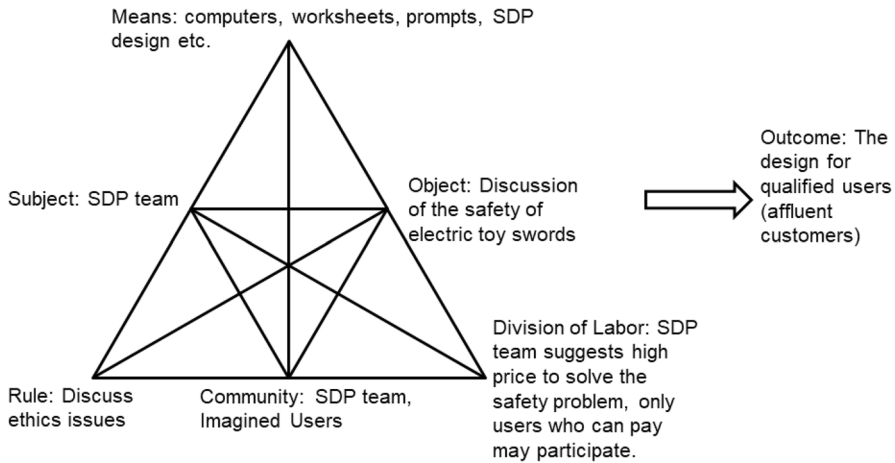 Means: computers, worksheets, prompts, SDP
design etc.
Subject: SDP team
Object: Discussion
of the safety of
electric toy swords
Outcome: The
design for
qualified users
(affluent
customers)
Rule: Discuss
ethics issues
Community: SDP team,
Imagined Users
Division of Labor: SDP
team suggests high
price to solve the
safety problem, only
users who can pay
may participate.